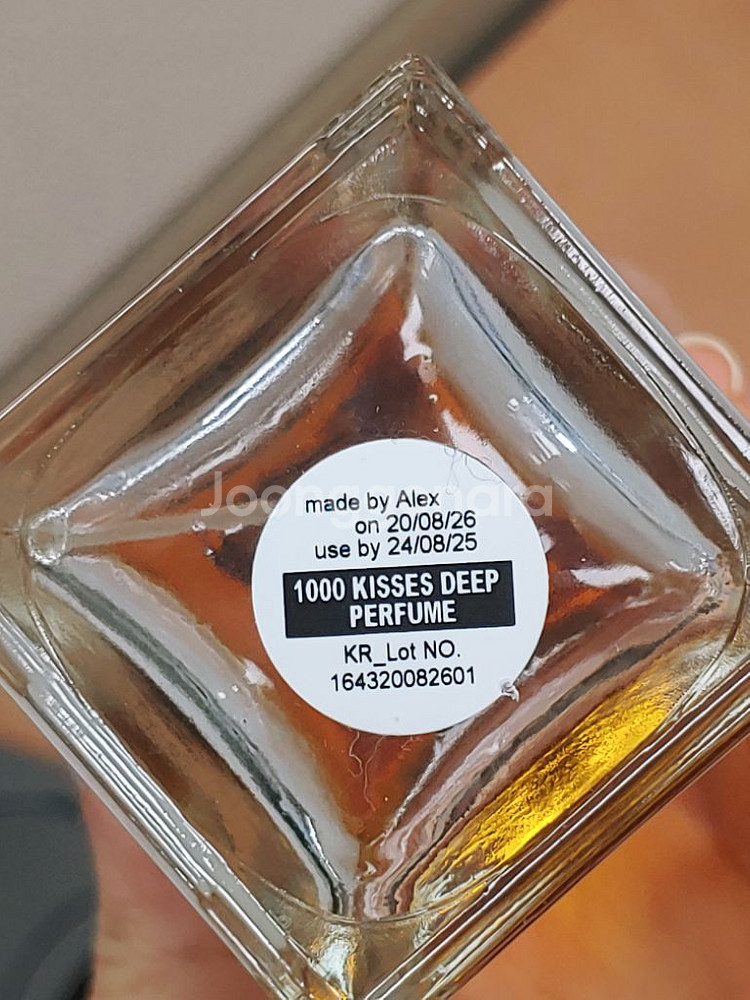 Joonggonara
made by Alex
on 20/08/26
use by 24/08/25
1000 KISSES DEEP
PERFUME
KR_Lot NO.
164320082601